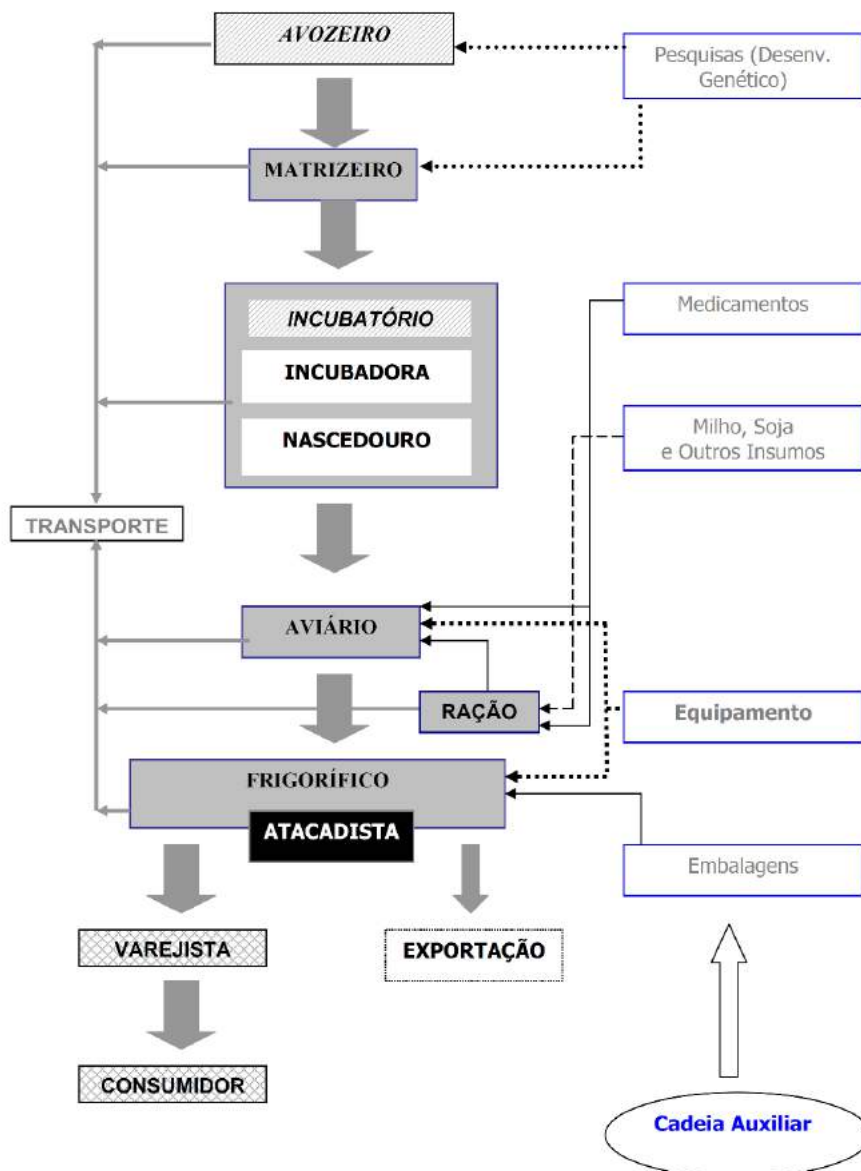 AVOZEIRO
Pesquisas (Desenv.
Genético)
MATRIZEIRO
INCUBATÓRIO
INCUBADORA
NASCEDOURO
Medicamentos
Milho, Soja
e Outros Insumos
TRANSPORTE
AVIÁRIO
RAÇÃO
Equipamento
FRIGORÍFICO
ATACADISTA
Embalagens
VAREJISTA
EXPORTAÇÃO
CONSUMIDOR
Cadeia Auxiliar